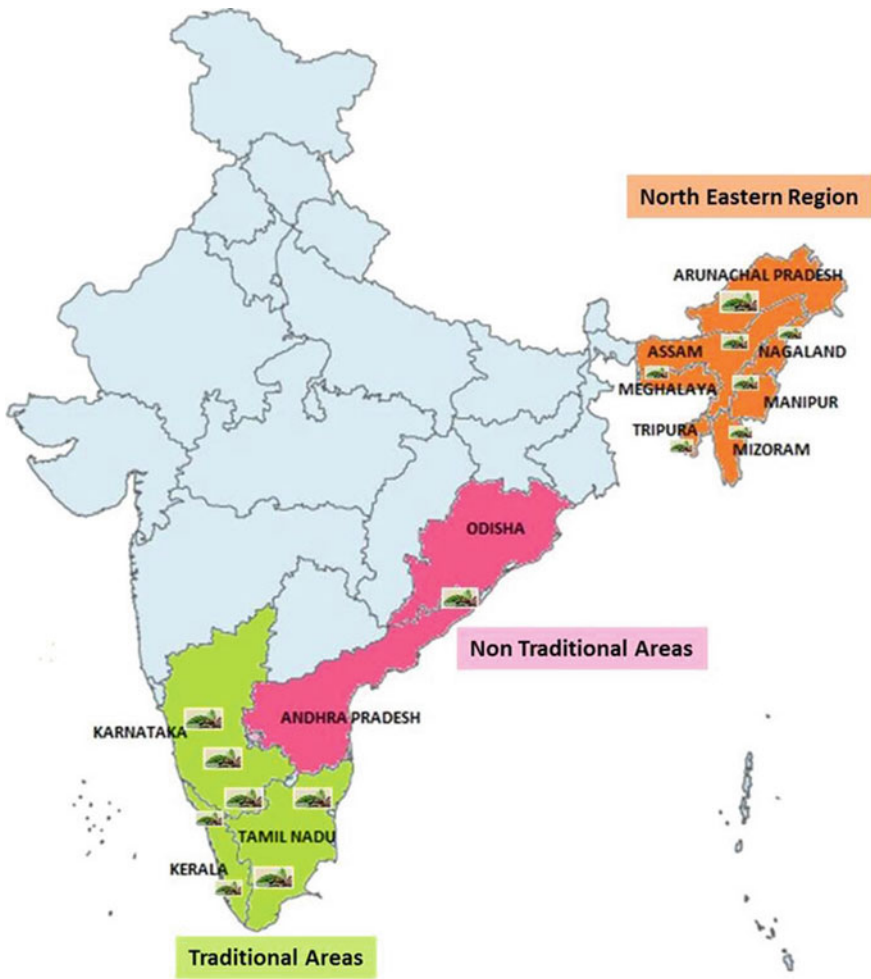 North Eastern Region
ARUNACHAL PRADESH
ASSAM
NAGALAND
MEGHALAYA
MANIPUR
TRIPURA
MIZORAM
ODISHA
Non Traditional Areas
ANDHRA PRADESH
KARNATAKA
TAMIL NADU
KERALA
Traditional Areas